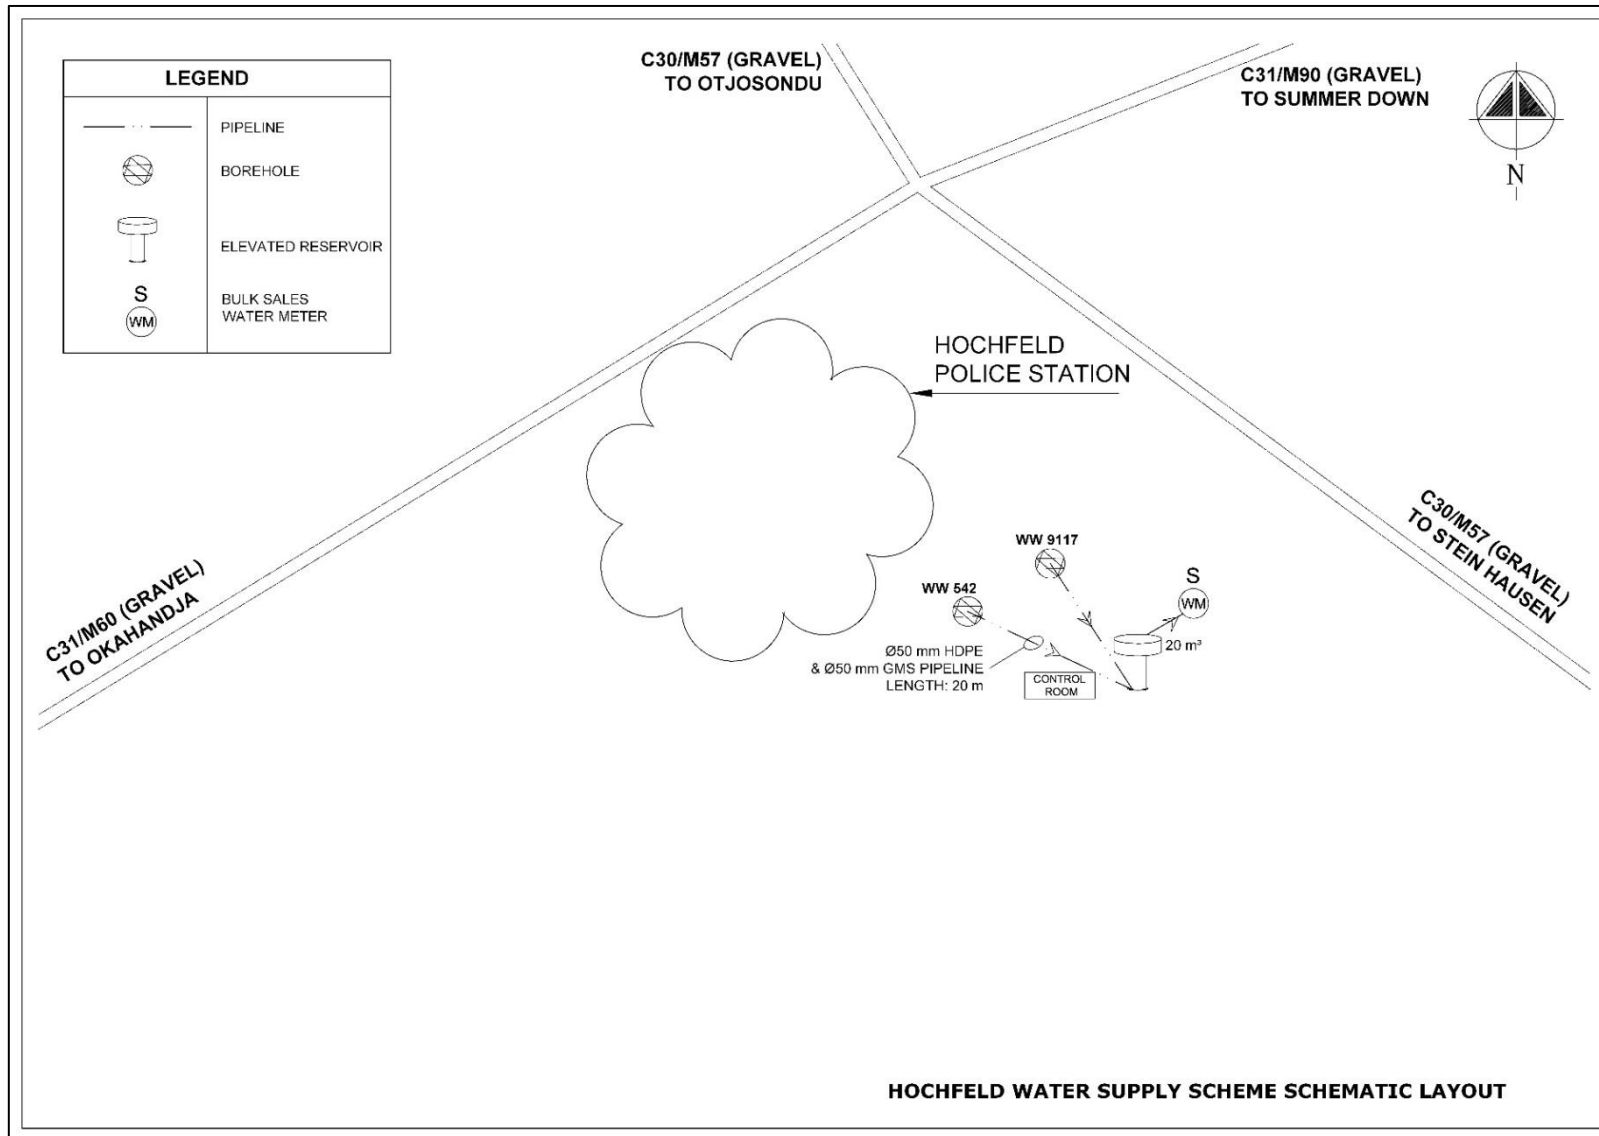 LEGEND
PIPELINE
BOREHOLE
ELEVATED RESERVOIR
S
WM
BULK SALES
WATER METER
C30/M57 (GRAVEL)
TO OTJOSONDU
C31/M90 (GRAVEL)
TO SUMMER DOWN
N
HOCHFELD
POLICE STATION
C31/M60 (GRAVEL)
TO OKAHANDJA
C30/M57 (GRAVEL)
TO STEIN HAUSEN
WW 9117
WW 542
S
WM
20 m³
Ø50 mm HDPE
& Ø50 mm GMS PIPELINE
LENGTH: 20 m
CONTROL
ROOM
HOCHFELD WATER SUPPLY SCHEME SCHEMATIC LAYOUT